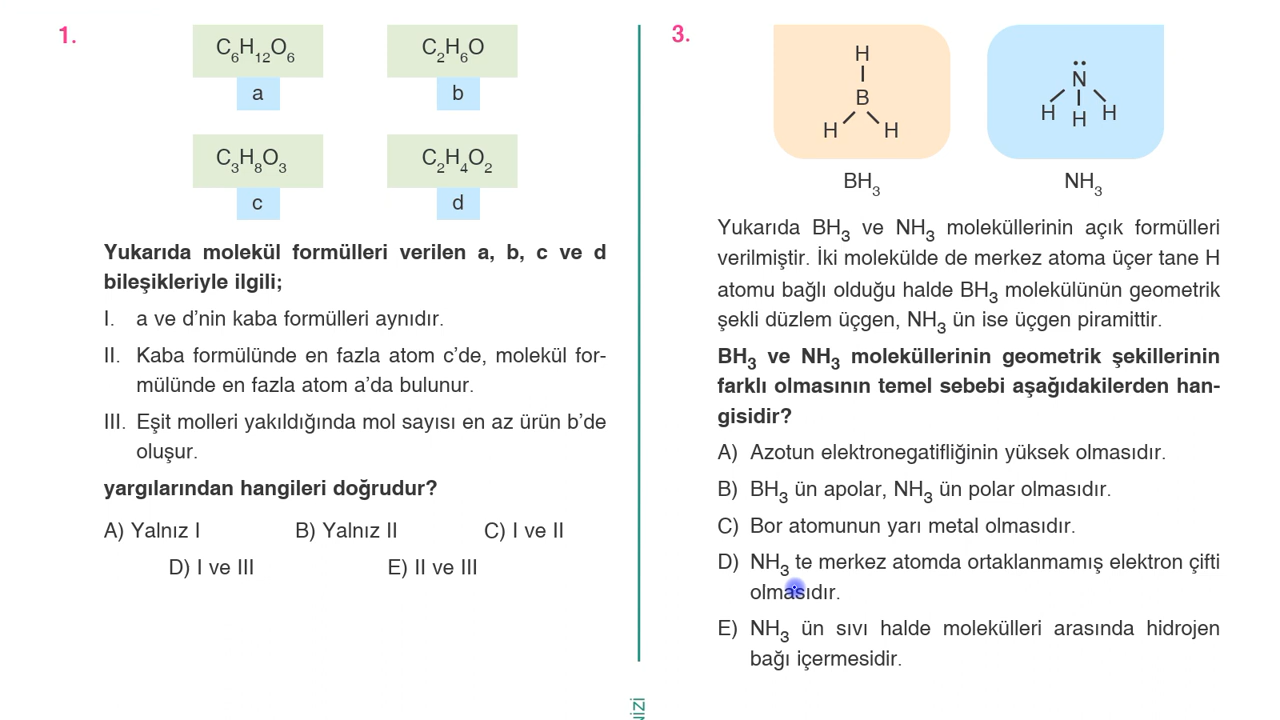 1.
C6H12O6
a
C2H6O
b
C3H8O3
c
C2H4O2
d
Yukarıda molekül formülleri verilen a, b, c ve d
bileşikleriyle ilgili;
I. a ve d’nin kaba formülleri aynıdır.
II. Kaba formülünde en fazla atom c’de, molekül for-
mülünde en fazla atom a’da bulunur.
III. Eşit molleri yakıldığında mol sayısı en az ürün b’de
oluşur.
yargılarından hangileri doğrudur?
A) Yalnız I B) Yalnız II C) I ve II
D) I ve III E) II ve III
3.
H
B
H H
BH3
N
H H H
NH3
Yukarıda BH3 ve NH3 moleküllerinin açık formülleri
verilmiştir. İki molekülde de merkez atoma üçer tane H
atomu bağlı olduğu halde BH3 molekülünün geometrik
şekli düzlem üçgen, NH3 ün ise üçgen piramittir.
BH3 ve NH3 moleküllerinin geometrik şekillerinin
farklı olmasının temel sebebi aşağıdakilerden han-
gisidir?
A) Azotun elektronegatifliğinin yüksek olmasıdır.
B) BH3 ün apolar, NH3 ün polar olmasıdır.
C) Bor atomunun yarı metal olmasıdır.
D) NH3 te merkez atomda ortaklanmamış elektron çifti
olmasıdır.
E) NH3 ün sıvı halde molekülleri arasında hidrojen
bağı içermesidir.